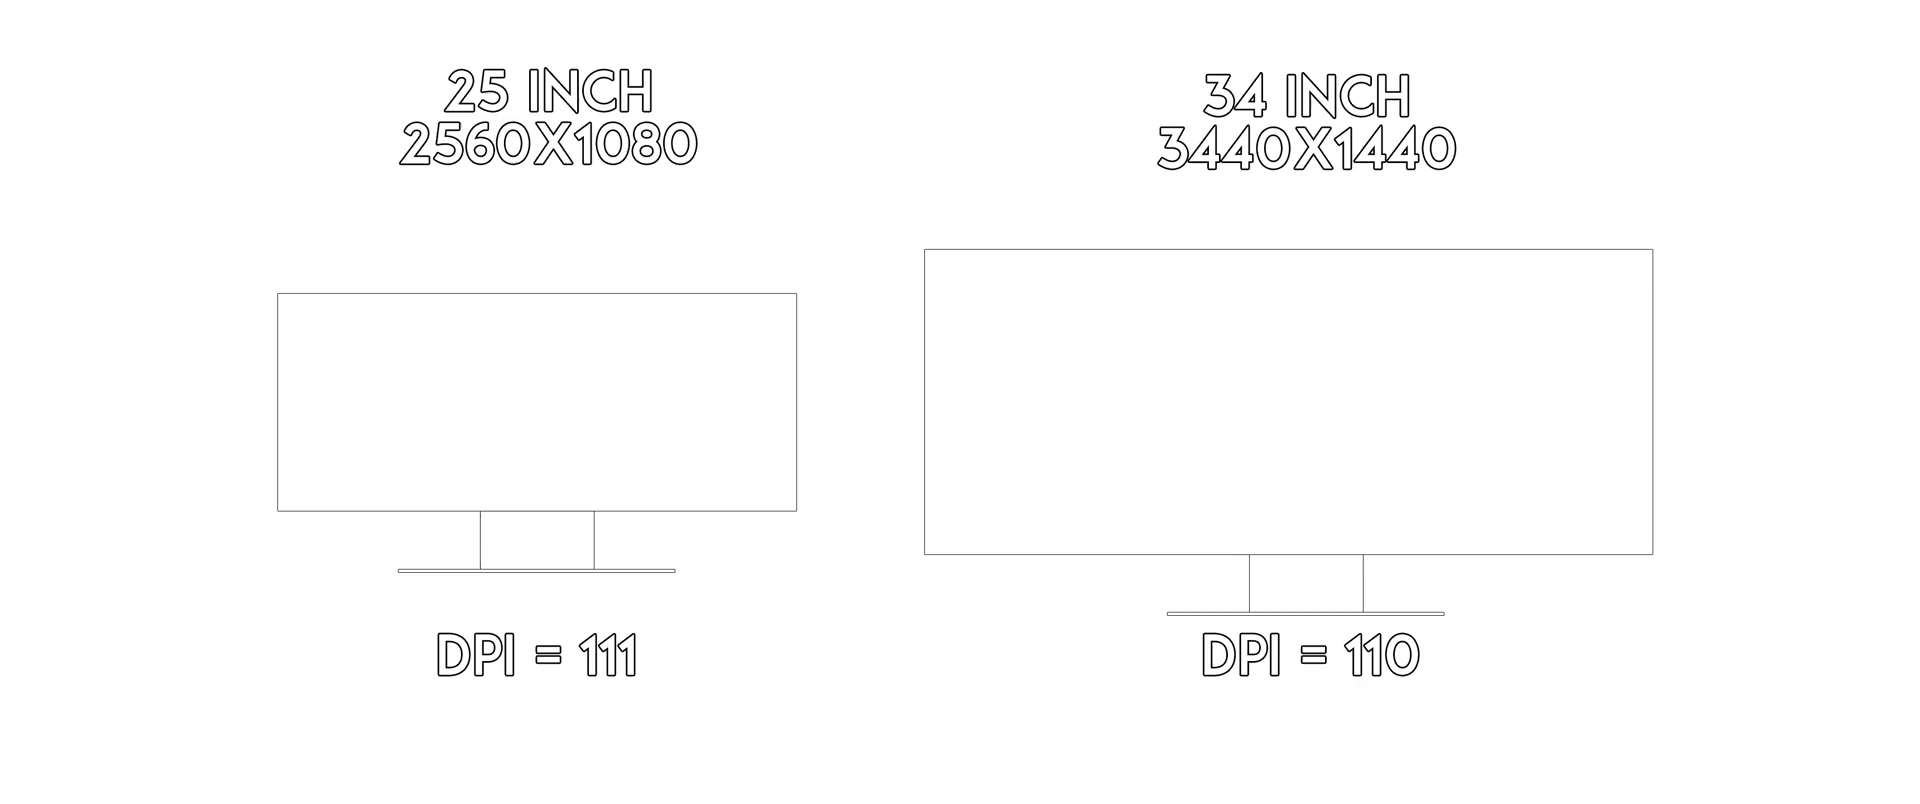 25 INCH
2560X1080
34 INCH
3440X1440
DPI = 111
DPI = 110